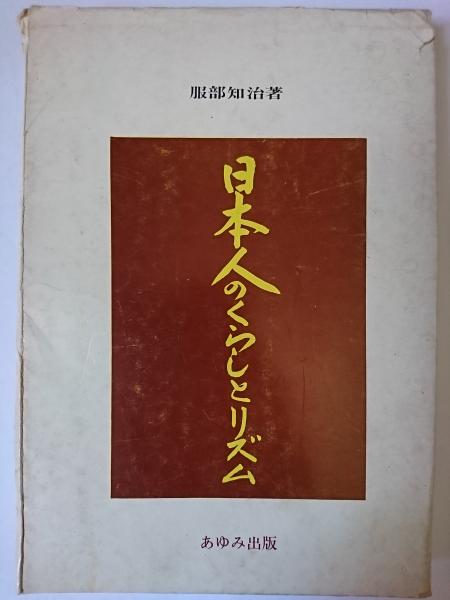 服部知治著
日本人のくらしとリズム
あゆみ出版